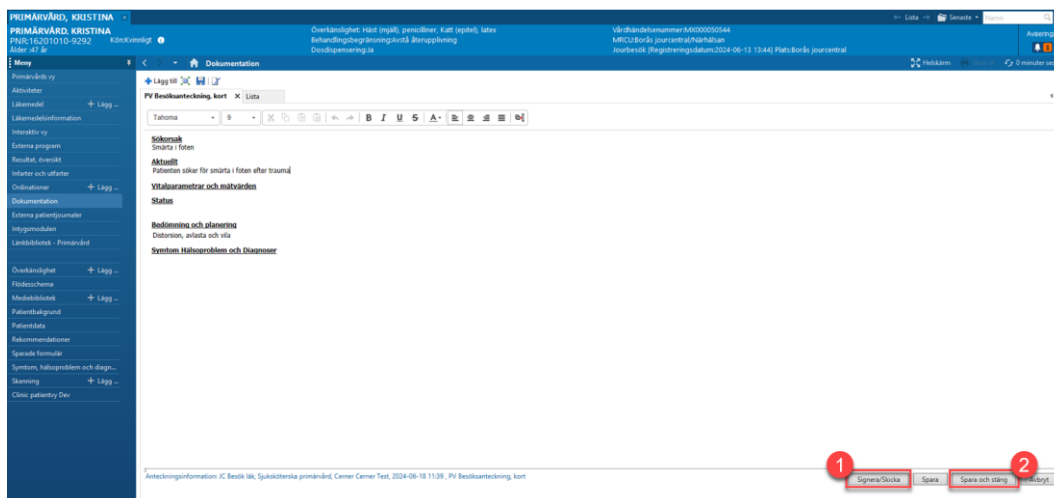 PRIMÄRVÅRD, KRISTINA ×
← Lista → Senaste Namn
PRIMÄRVÅRD, KRISTINA
PNR:16201010-9292 Kön:Kvinnligt
Ålder :47 år
Överkänslighet: Häst (mjäll), penicilliner, Katt (epitel), latex
Behandlingsbegränsning:Avstå återupplivning
Dosdispensering:Ja
Vårdhändelsenummer:VX000050544
MRCU:Borås jourcentral/Närhälsan
Jourbesök [Registreringsdatum:2024-06-13 13:44] Plats:Borås jourcentral
Avisering
Meny
Dokumentation
Helskärm 0 minuter se
Primärvårds vy
Aktiviteter
Läkemedel + Lägg ...
Läkemedelsinformation
Interaktiv vy
Externa program
Resultat, översikt
Infarter och utfarter
Ordinationer + Lägg ...
Dokumentation
Externa patientjournaler
Intygsmodulen
Länkbibliotek - Primärvård
Överkänslighet + Lägg ...
Flödesschema
Mediebibliotek + Lägg ...
Patientbakgrund
Patientdata
Rekommendationer
Sparade formulär
Symtom, hälsoproblem och diagn...
Skanning + Lägg ...
Clinic patientvy Dev
Lägg till
PV Besöksanteckning, kort X Lista
Tahoma 9 B I U S A
Sökorsak
Smärta i foten
Aktuellt
Patienten söker för smärta i foten efter trauma
Vitalparametrar och mätvärden
Status
Bedömning och planering
Distorsion, avlasta och vila
Symtom Hälsoproblem och Diagnoser
Anteckningsinformation: JC Besök läk, Sjuksköterska primärvård, Cerner Cerner Test, 2024-06-18 11:39 , PV Besöksanteckning, kort
1 2
Signera/Skicka Spara Spara och stäng Avbryt